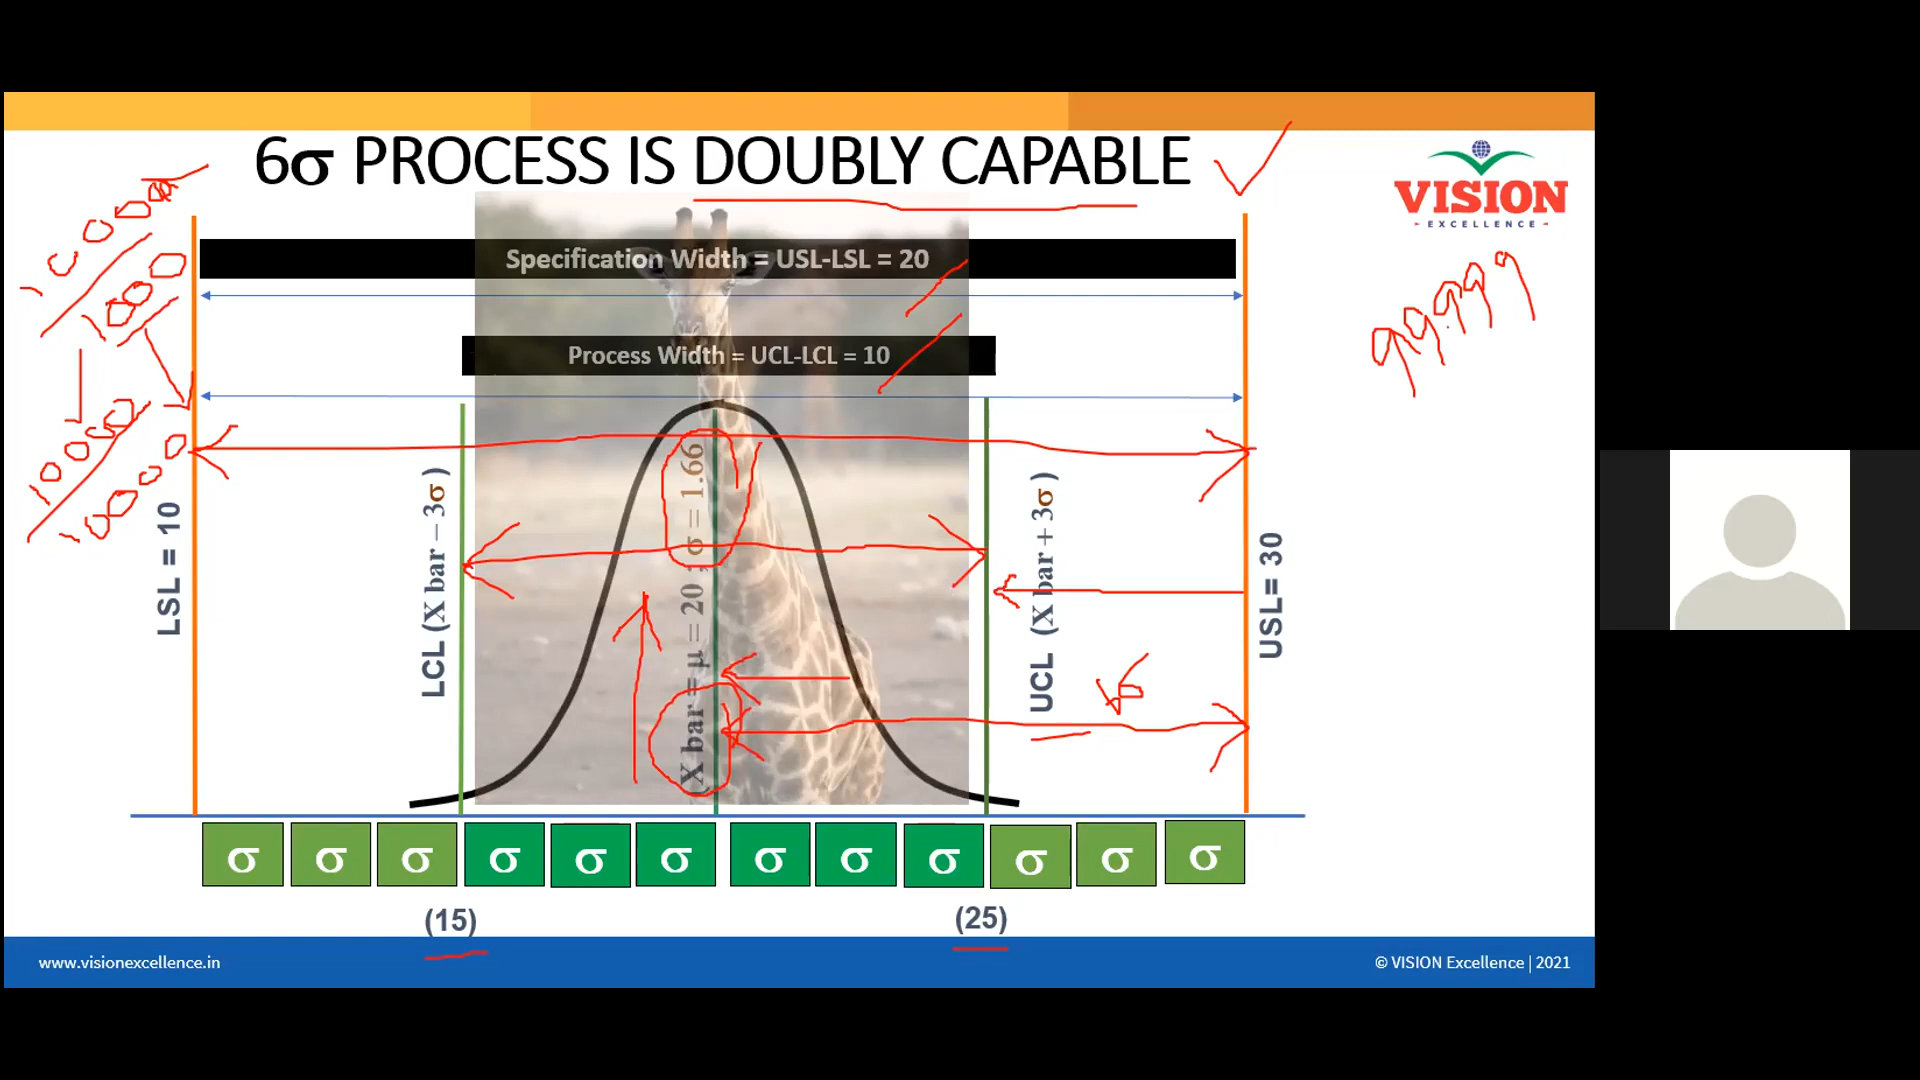 6σ PROCESS IS DOUBLY CAPABLE
VISION
EXCELLENCE
Specification Width = USL-LSL = 20
99.999
Process Width = UCL-LCL = 10
LSL = 10
LCL (X bar – 3σ )
(X bar = μ = 20 ; σ = 1.66
UCL (X bar + 3σ )
USL= 30
σ σ σ σ σ σ σ σ σ σ σ σ
(15)
(25)
www.visionexcellence.in
© VISION Excellence | 2021